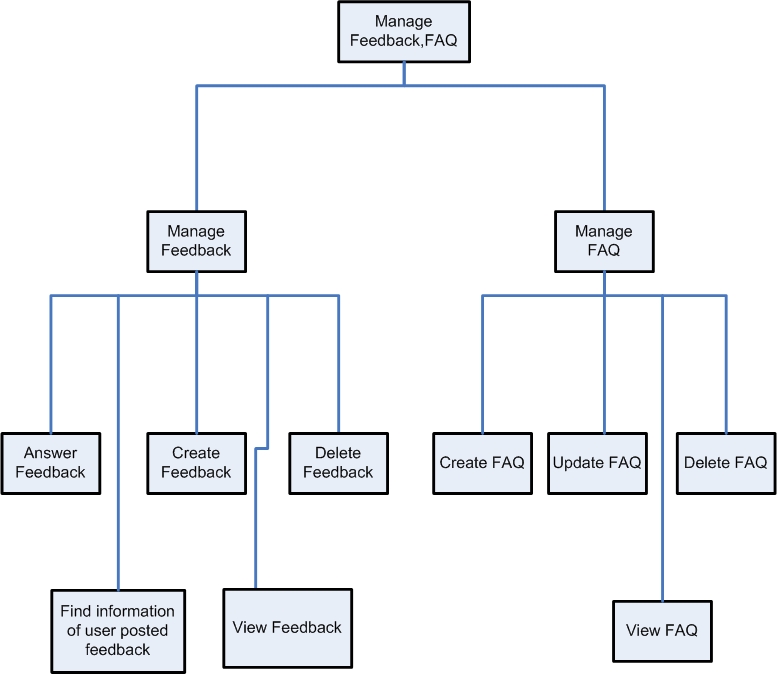 Manage
Feedback,FAQ
Manage
Feedback
Manage
FAQ
Answer
Feedback
Create
Feedback
Delete
Feedback
Create FAQ
Update FAQ
Delete FAQ
Find information
of user posted
feedback
View Feedback
View FAQ